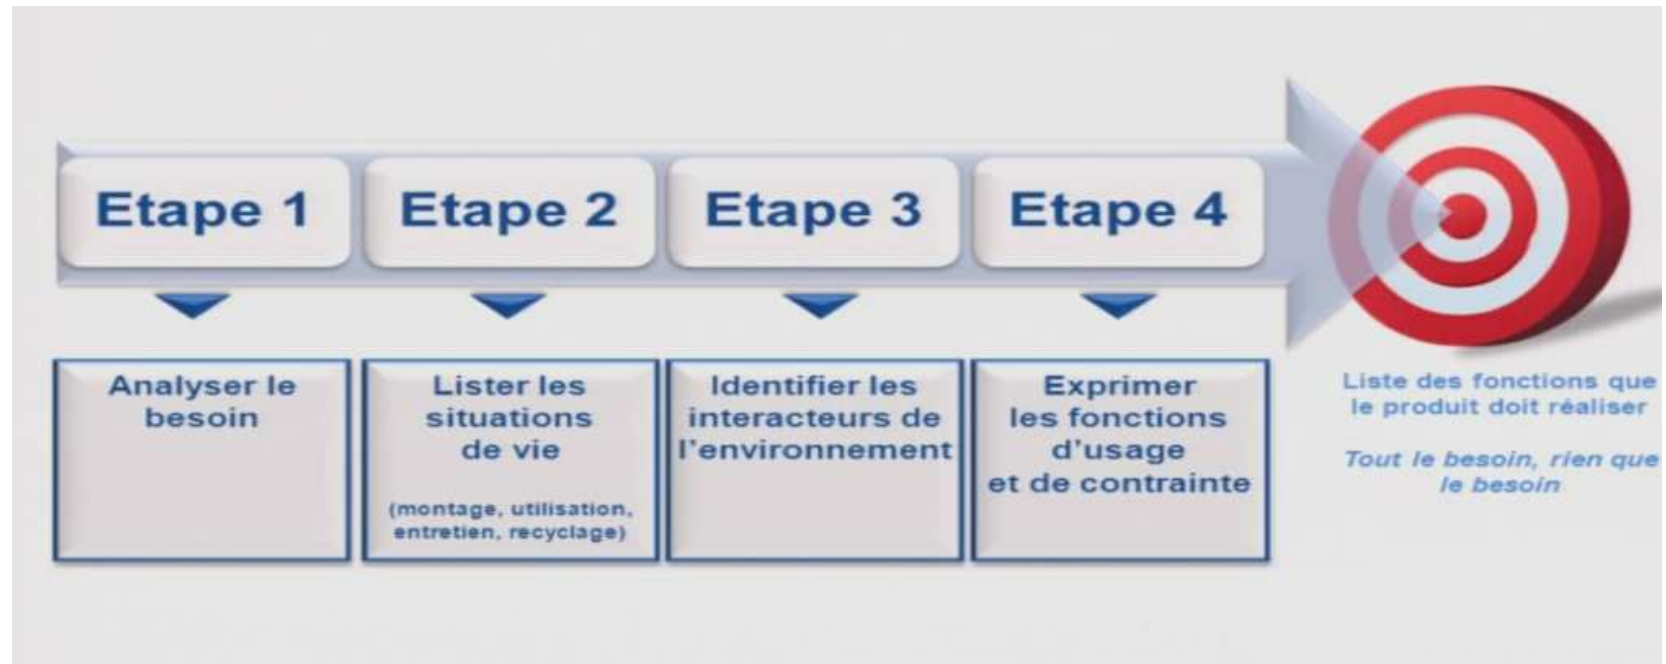 Etape 1
Etape 2
Etape 3
Etape 4
Analyser le
besoin
Lister les
situations
de vie
(montage, utilisation,
entretien, recyclage)
Identifier les
interacteurs de
l'environnement
Exprimer
les fonctions
d'usage
et de contrainte
Liste des fonctions que
le produit doit réaliser
Tout le besoin, rien que
le besoin